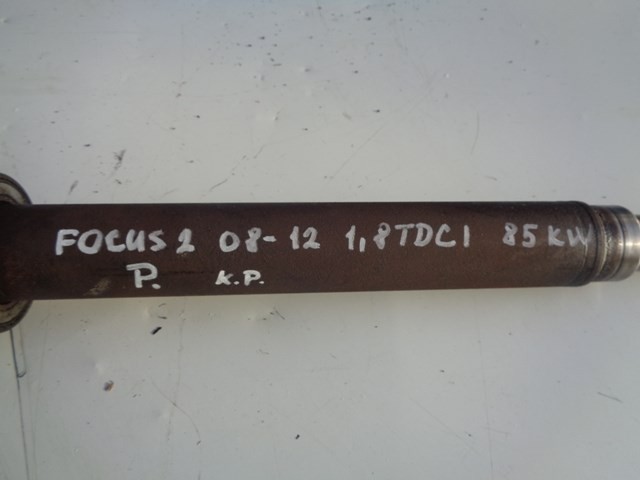 FOCUS 2 08-12 1,8TDCI 85KW
P. K.P.